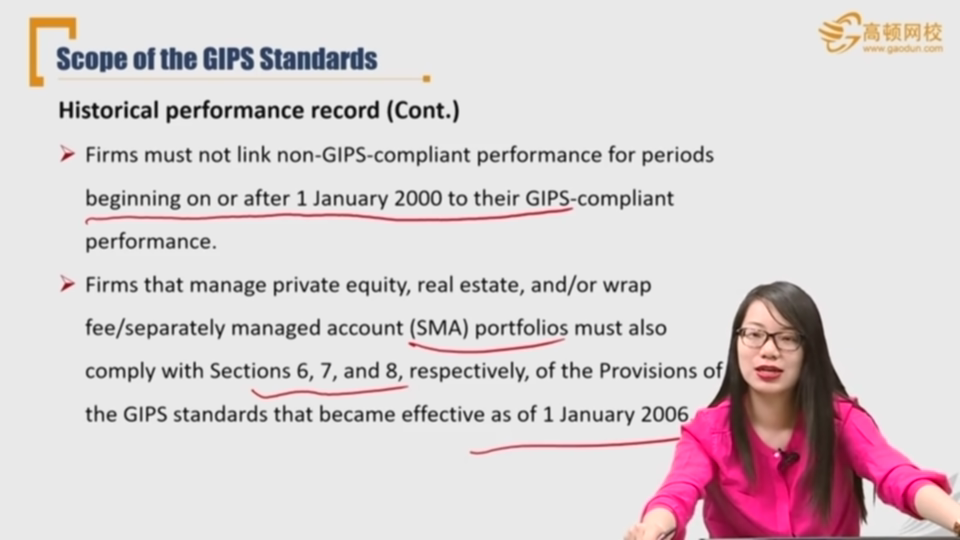 Scope of the GIPS Standards
高顿网校
www.gaodun.com
Historical performance record (Cont.)
Firms must not link non-GIPS-compliant performance for periods
beginning on or after 1 January 2000 to their GIPS-compliant
performance.
Firms that manage private equity, real estate, and/or wrap
fee/separately managed account (SMA) portfolios must also
comply with Sections 6, 7, and 8, respectively, of the Provisions of
the GIPS standards that became effective as of 1 January 2006